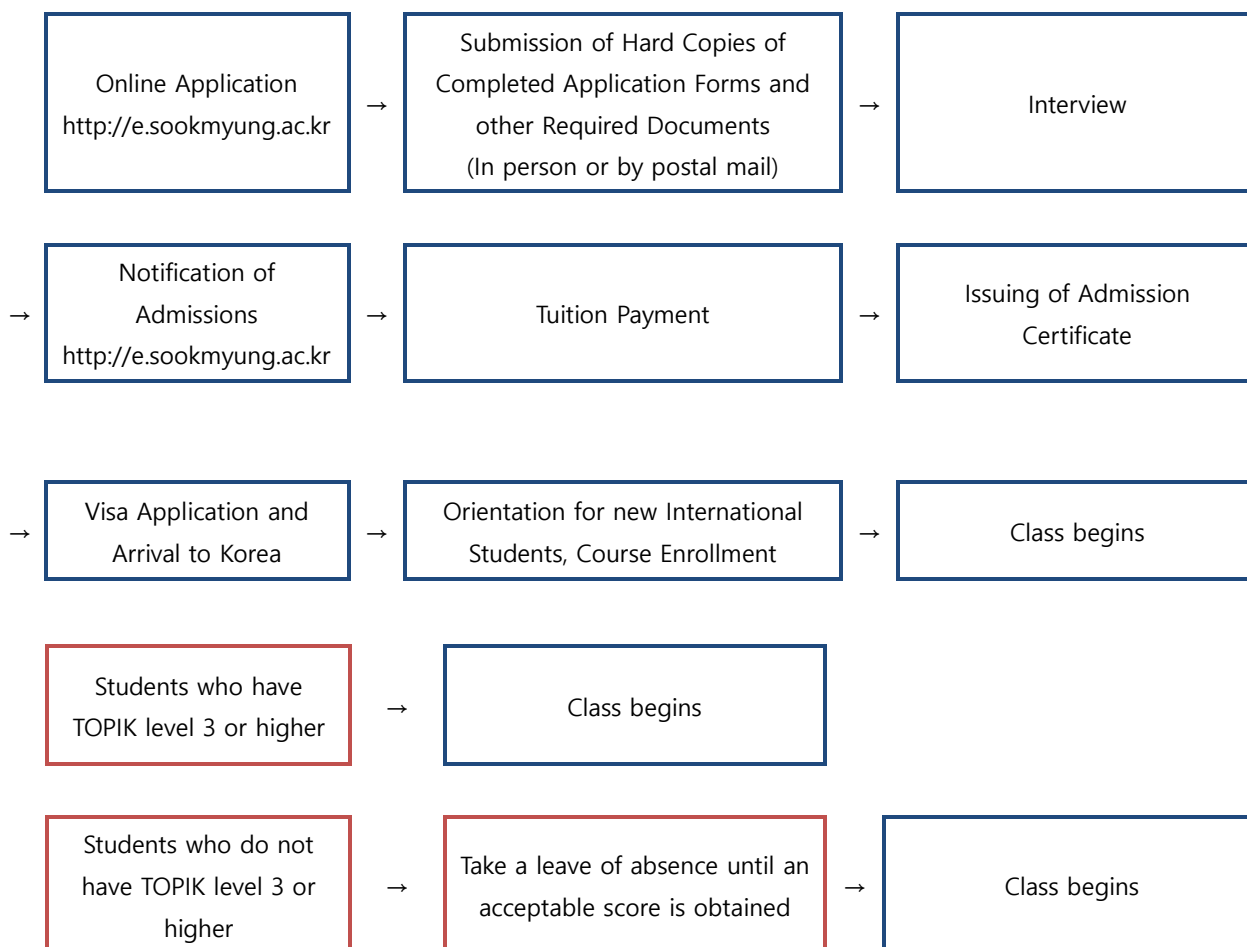 Online Application
http://e.sookmyung.ac.kr
→
Submission of Hard Copies of
Completed Application Forms and
other Required Documents
(In person or by postal mail)
→
Interview
→
Notification of
Admissions
http://e.sookmyung.ac.kr
→
Tuition Payment
→
Issuing of Admission
Certificate
→
Visa Application and
Arrival to Korea
→
Orientation for new International
Students, Course Enrollment
→
Class begins
Students who have
TOPIK level 3 or higher
→
Class begins
Students who do not
have TOPIK level 3 or
higher
→
Take a leave of absence until an
acceptable score is obtained
→
Class begins